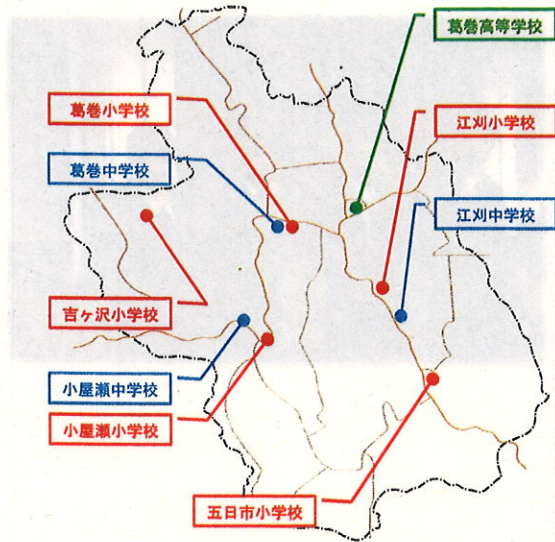 葛巻高等学校
葛巻小学校
江刈小学校
葛巻中学校
江刈中学校
吉ヶ沢小学校
小屋瀬中学校
小屋瀬小学校
五日市小学校